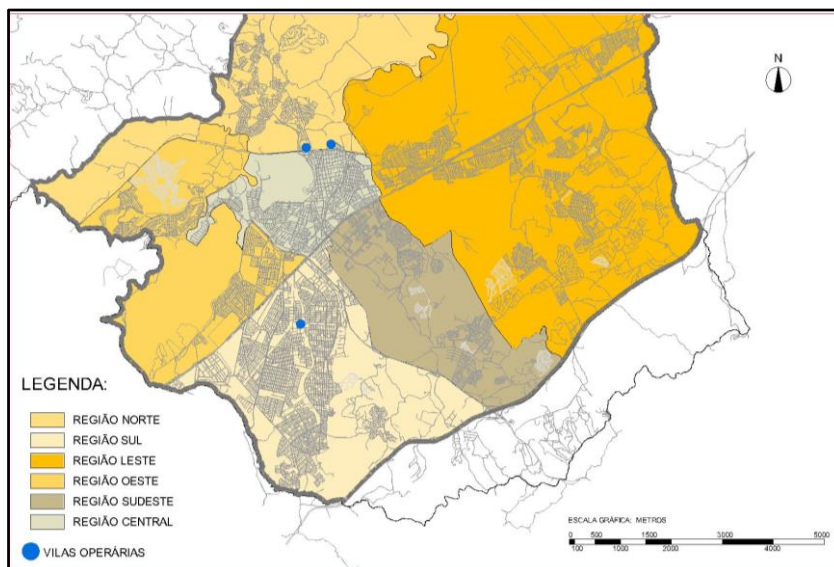 N
LEGENDA:
REGIÃO NORTE
REGIÃO SUL
REGIÃO LESTE
REGIÃO OESTE
REGIÃO SUDESTE
REGIÃO CENTRAL
VILAS OPERÁRIAS
ESCALA GRÁFICA: METROS
0 500 1500 3000 5000
100 1000 2000 4000